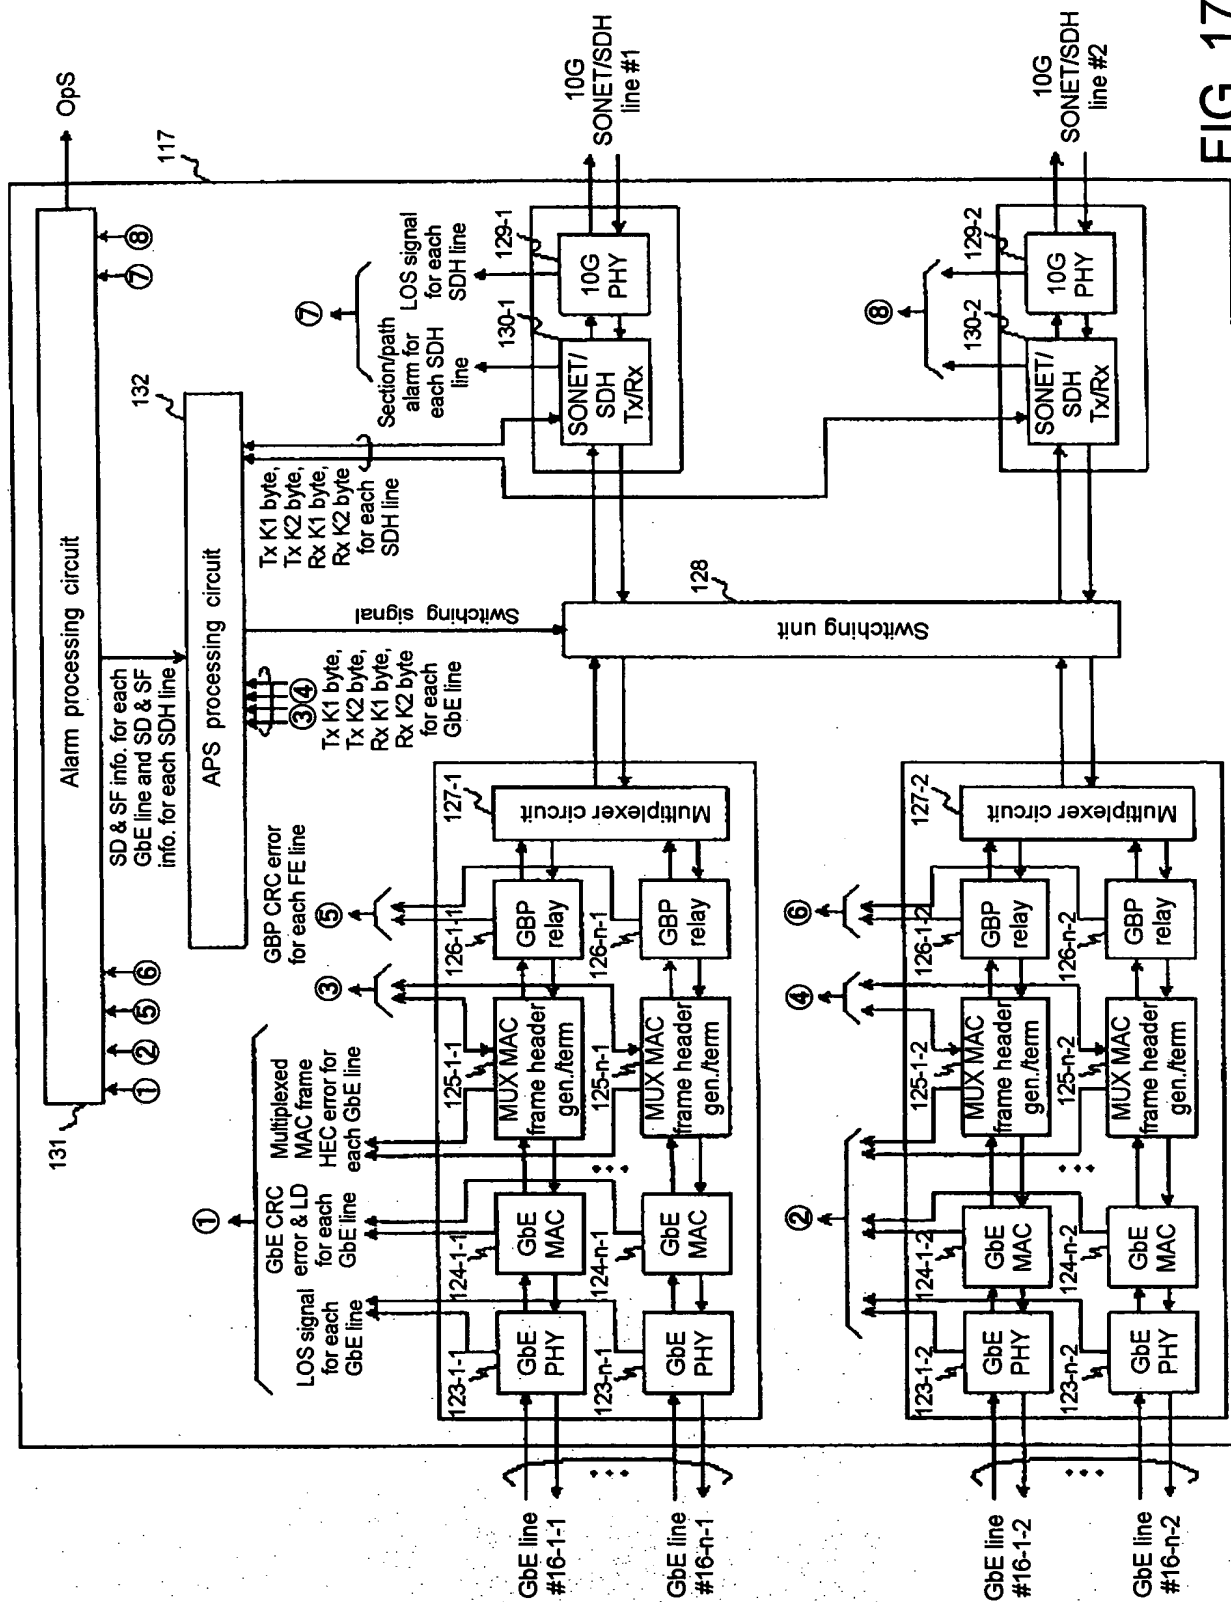 OpS
117
Alarm processing circuit
131
① ② ⑤ ⑥ ⑦ ⑧
SD & SF info. for each
GbE line and SD & SF
info. for each SDH line
APS processing circuit
132
③④
Tx K1 byte,
Tx K2 byte,
Rx K1 byte,
Rx K2 byte
for each
GbE line
Switching signal
Tx K1 byte,
Tx K2 byte,
Rx K1 byte,
Rx K2 byte
for each
SDH line
⑦
Section/path
alarm for
each SDH
line
LOS signal
for each
SDH line
①
LOS signal
for each
GbE line
GbE CRC
error & LD
for each
GbE line
Multiplexed
MAC frame
HEC error for
each GbE line
③
GBP CRC error
for each FE line
⑤
GbE line
#16-1-1
123-1-1
GbE
PHY
124-1-1
GbE
MAC
125-1-1
MUX MAC
frame header
gen./term
126-1-1
GBP
relay
127-1
Multiplexer circuit
GbE line
#16-n-1
123-n-1
GbE
PHY
124-n-1
GbE
MAC
125-n-1
MUX MAC
frame header
gen./term
126-n-1
GBP
relay
128
Switching unit
130-1
SONET/
SDH
Tx/Rx
129-1
10G
PHY
10G
SONET/SDH
line #1
②
④
⑥
GbE line
#16-1-2
123-1-2
GbE
PHY
124-1-2
GbE
MAC
125-1-2
MUX MAC
frame header
gen./term
126-1-2
GBP
relay
127-2
Multiplexer circuit
GbE line
#16-n-2
123-n-2
GbE
PHY
124-n-2
GbE
MAC
125-n-2
MUX MAC
frame header
gen./term
126-n-2
GBP
relay
⑧
130-2
SONET/
SDH
Tx/Rx
129-2
10G
PHY
10G
SONET/SDH
line #2
FIG. 17